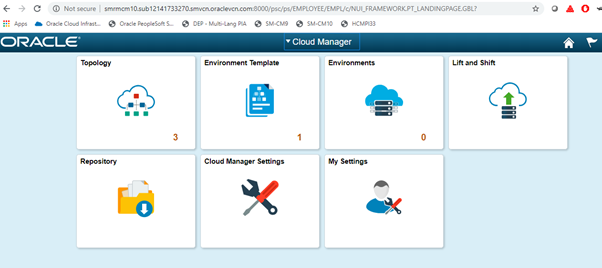 Not secure | smrmcm10.sub12141733270.smvcn.oraclevcn.com:8000/psc/ps/EMPLOYEE/EMPL/c/NUI_FRAMEWORK.PT_LANDINGPAGE.GBL?
Apps Oracle Cloud Infrast... Oracle PeopleSoft S... DEP - Multi-Lang PIA SM-CM9 SM-CM10 HCMPI33
ORACLE Cloud Manager
Topology Environment Template Environments Lift and Shift
3 1 0
Repository Cloud Manager Settings My Settings